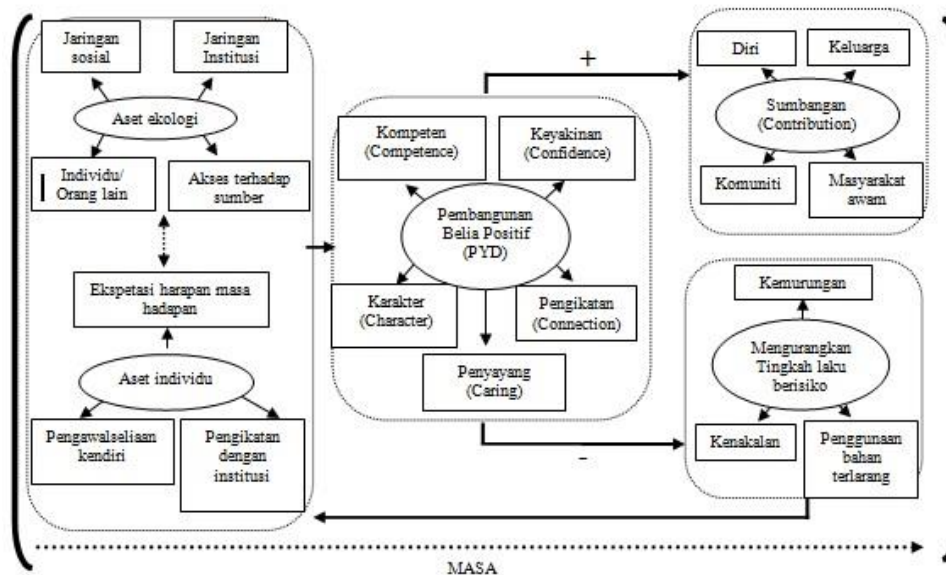 Jaringan
sosial
Jaringan
Institusi
Aset ekologi
Individu/
Orang lain
Akses terhadap
sumber
Ekspetasi harapan masa
hadapan
Aset individu
Pengawalseliaan
kendiri
Pengikatan
dengan
institusi
Kompeten
(Competence)
Keyakinan
(Confidence)
Pembangunan
Belia Positif
(PYD)
Karakter
(Character)
Pengikatan
(Connection)
Penyayang
(Caring)
+
-
Diri
Keluarga
Sumbangan
(Contribution)
Komuniti
Masyarakat
awam
Kemurungan
Mengurangkan
Tingkah laku
berisiko
Kenakalan
Penggunaan
bahan
terlarang
MASA